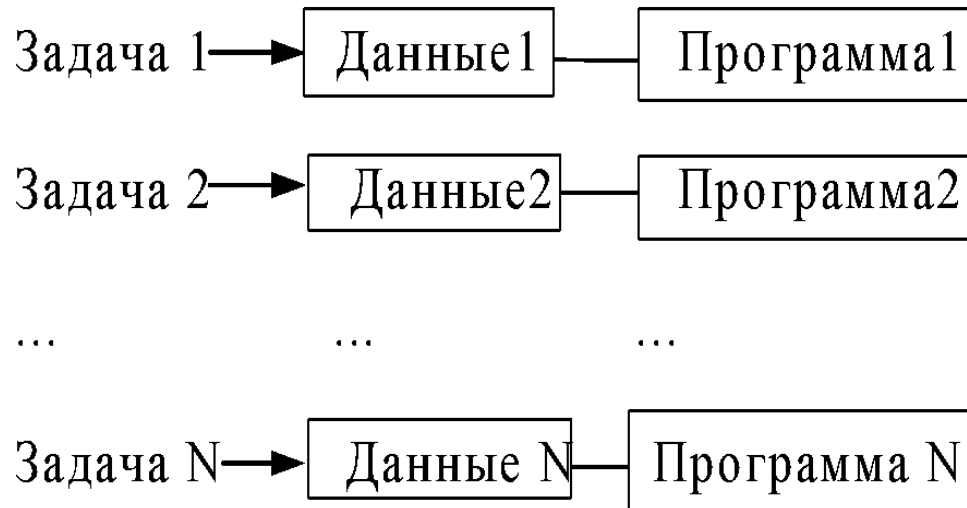 Задача 1 Данные1 Программа1
Задача 2 Данные2 Программа2
... ... ...
Задача N Данные N Программа N